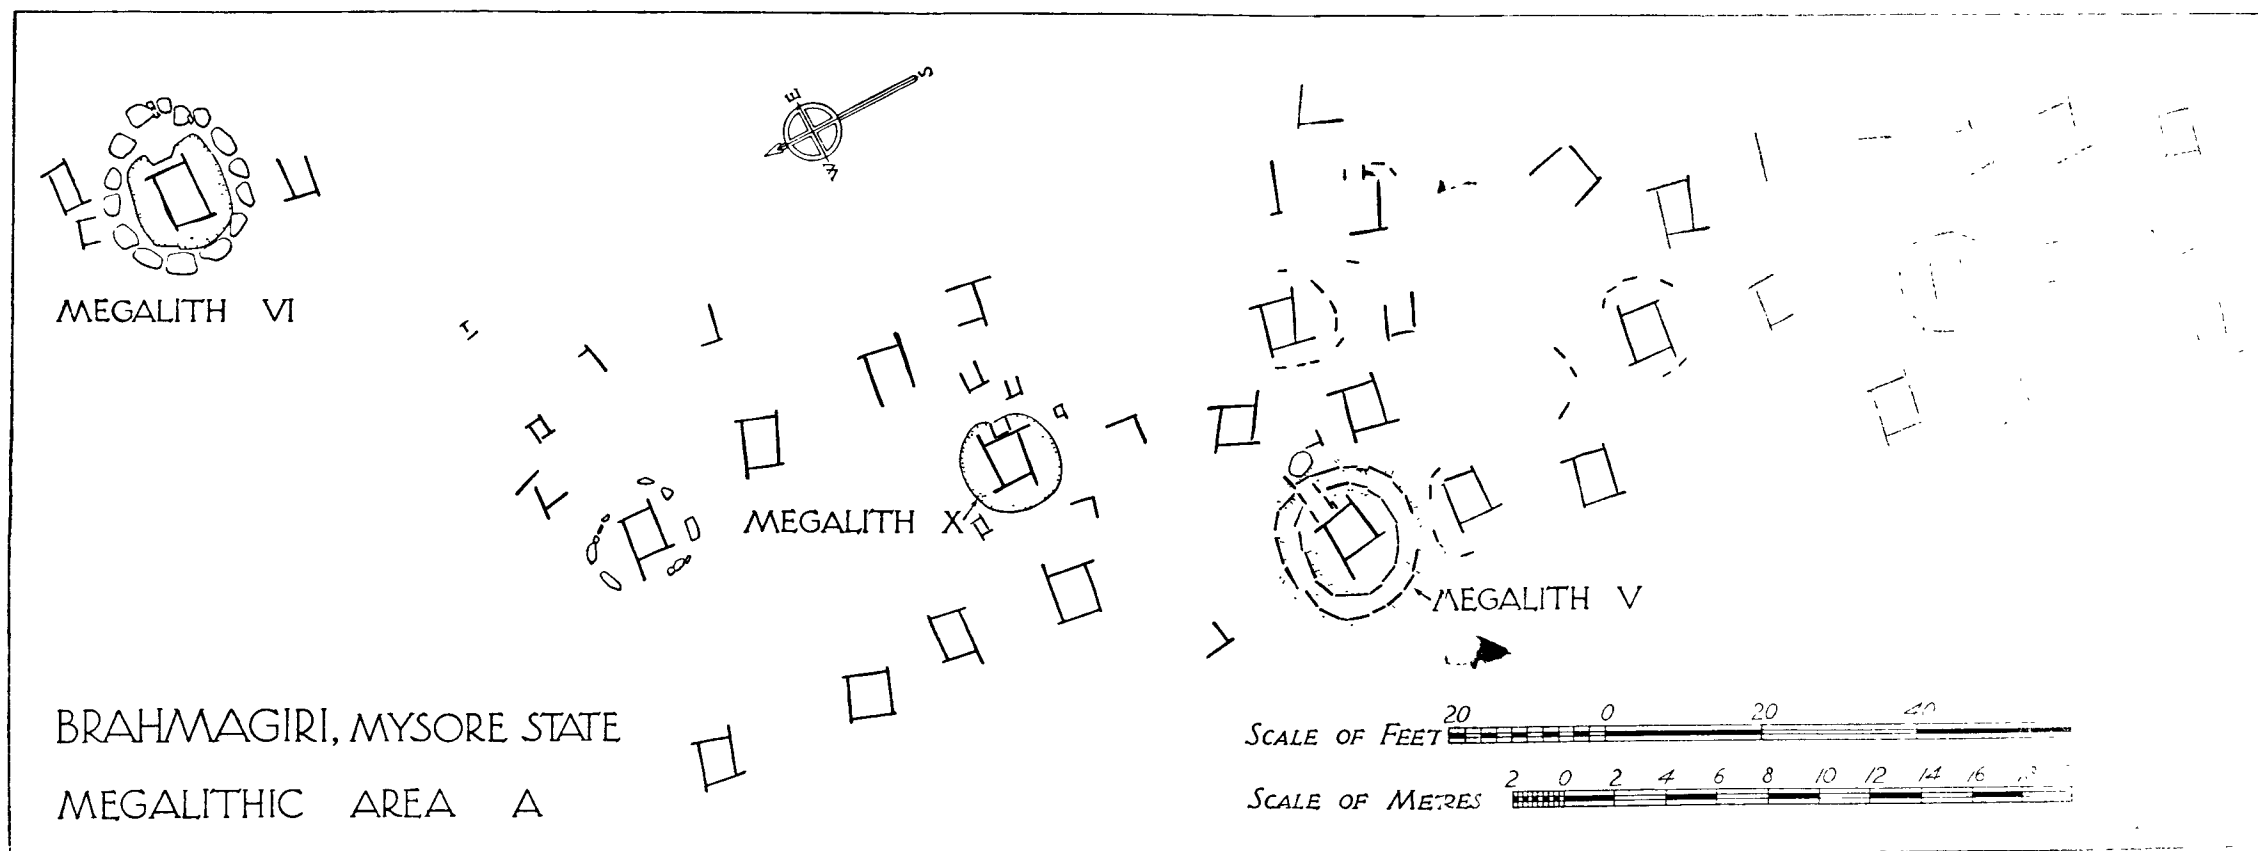 S
E
W
MEGALITH VI
MEGALITH X
MEGALITH V
BRAHMAGIRI, MYSORE STATE
MEGALITHIC AREA A
20 0 20 40
SCALE OF FEET
2 0 2 4 6 8 10 12 14 16 18
SCALE OF METRES